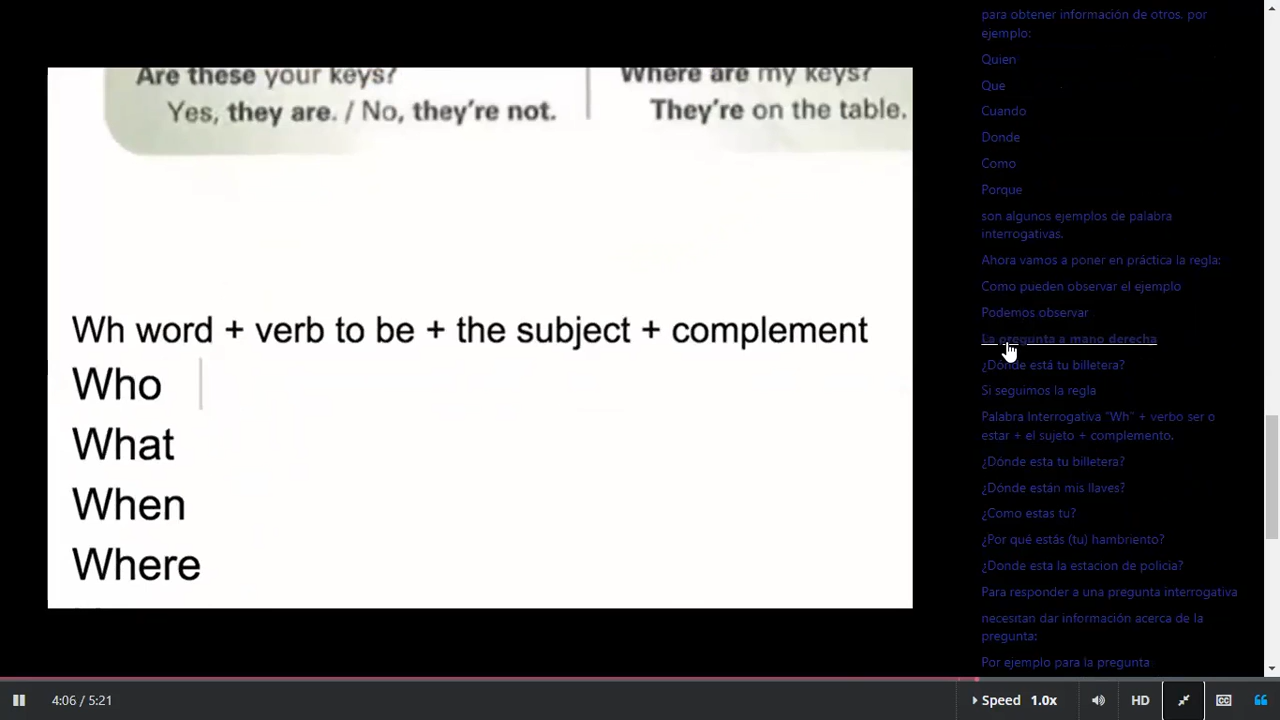 Are these your keys?
Yes, they are. / No, they're not.
Where are my keys?
They're on the table.
Wh word + verb to be + the subject + complement
Who
What
When
Where
para obtener información de otros. por
ejemplo:
Quien
Que
Cuando
Donde
Como
Porque
son algunos ejemplos de palabra
interrogativas.
Ahora vamos a poner en práctica la regla:
Como pueden observar el ejemplo
Podemos observar
La pregunta a mano derecha
¿Dónde está tu billetera?
Si seguimos la regla
Palabra Interrogativa "Wh" + verbo ser o
estar + el sujeto + complemento.
¿Dónde esta tu billetera?
¿Dónde están mis llaves?
¿Como estas tu?
¿Por qué estás (tu) hambriento?
¿Donde esta la estacion de policia?
Para responder a una pregunta interrogativa
necesitan dar información acerca de la
pregunta:
Por ejemplo para la pregunta
4:06 / 5:21
Speed 1.0x
HD
CC